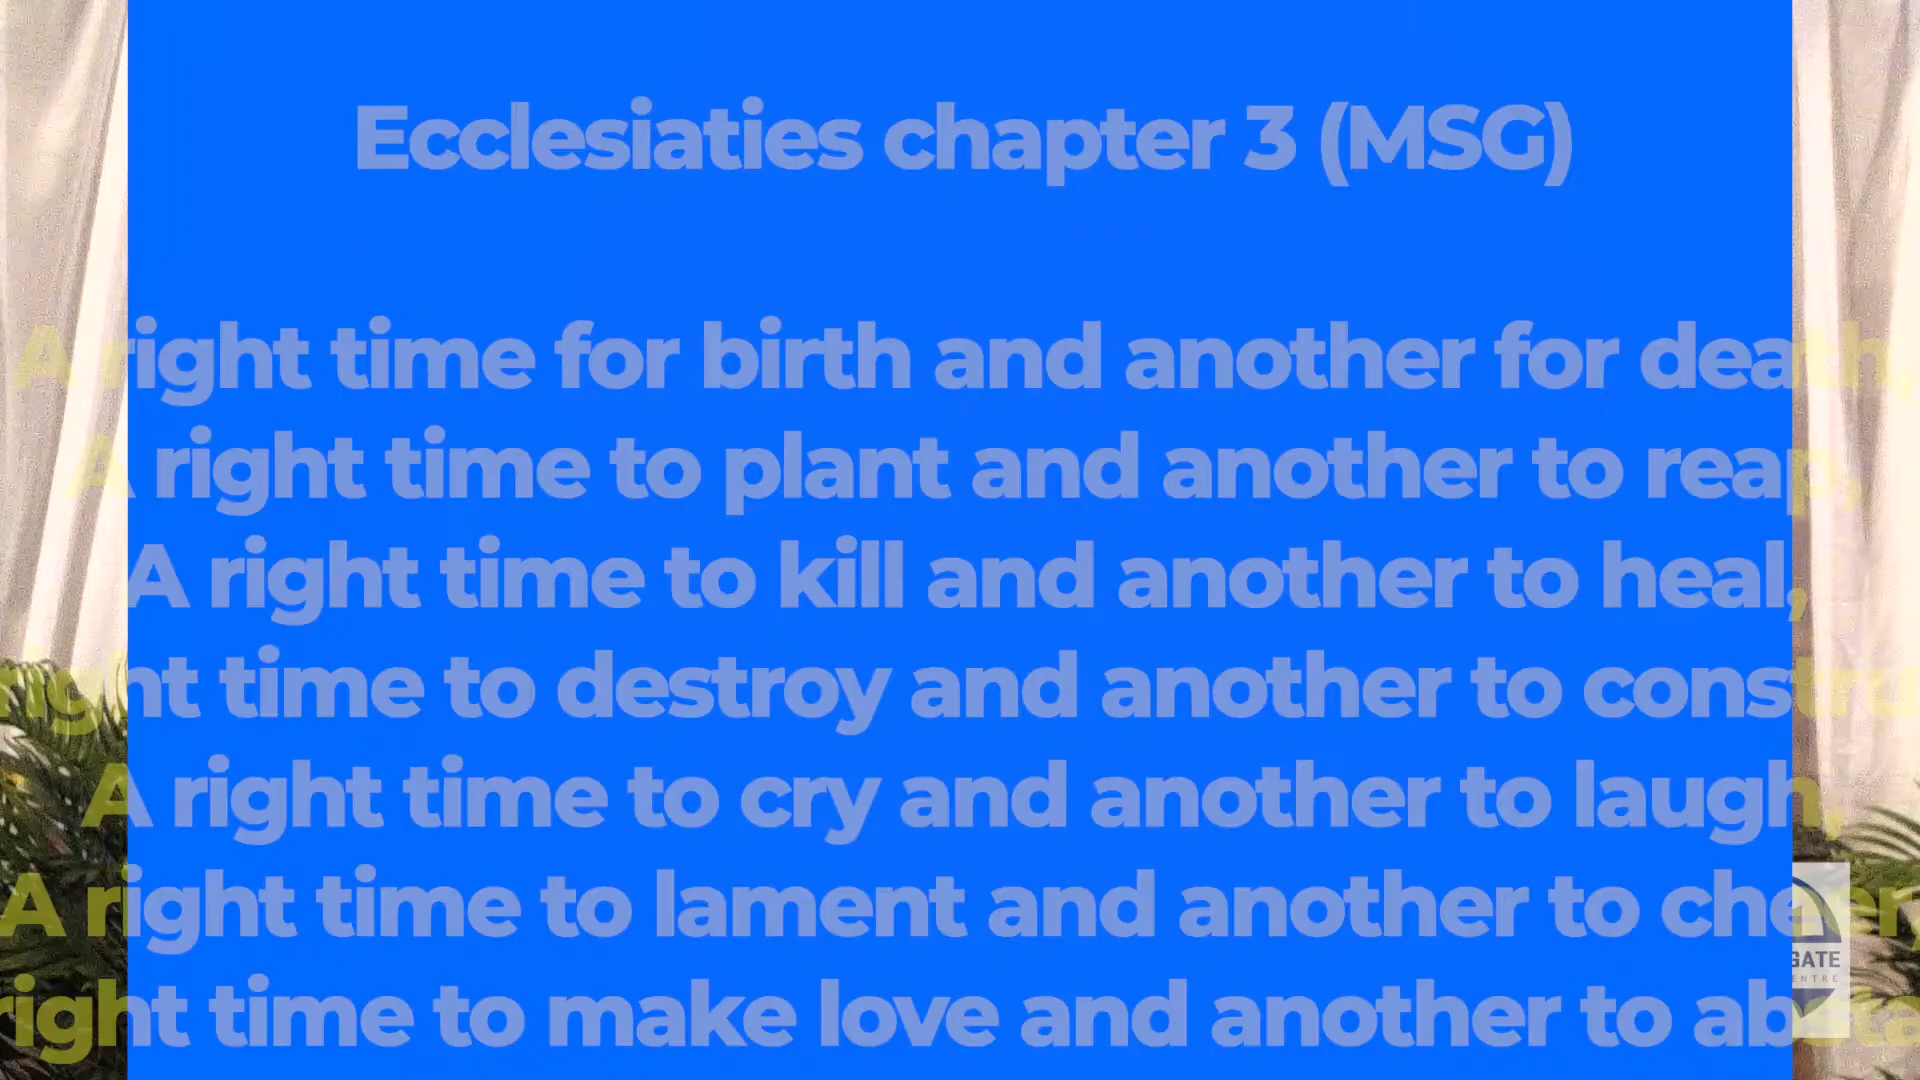 Ecclesiaties chapter 3 (MSG)
A right time for birth and another for death,
A right time to plant and another to reap,
A right time to kill and another to heal,
right time to destroy and another to constru
A right time to cry and another to laugh,
A right time to lament and another to cheer,
right time to make love and another to absta
GATE
ENTRE